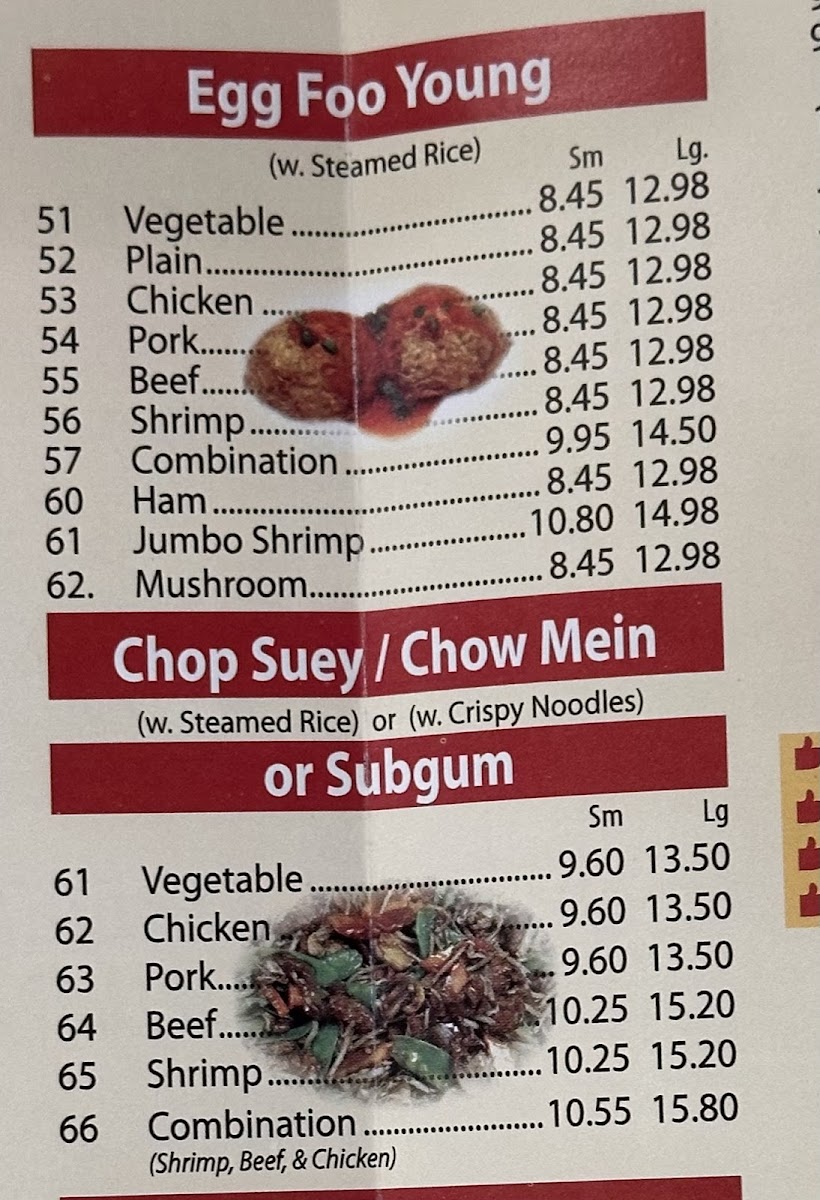 Egg Foo Young
(w. Steamed Rice) Sm Lg.
51 Vegetable 8.45 12.98
52 Plain 8.45 12.98
53 Chicken 8.45 12.98
54 Pork 8.45 12.98
55 Beef 8.45 12.98
56 Shrimp 8.45 12.98
57 Combination 9.95 14.50
60 Ham 8.45 12.98
61 Jumbo Shrimp 10.80 14.98
62. Mushroom 8.45 12.98
Chop Suey / Chow Mein
(w. Steamed Rice) or (w. Crispy Noodles)
or Subgum
Sm Lg
61 Vegetable 9.60 13.50
62 Chicken 9.60 13.50
63 Pork 9.60 13.50
64 Beef 10.25 15.20
65 Shrimp 10.25 15.20
66 Combination 10.55 15.80
(Shrimp, Beef, & Chicken)